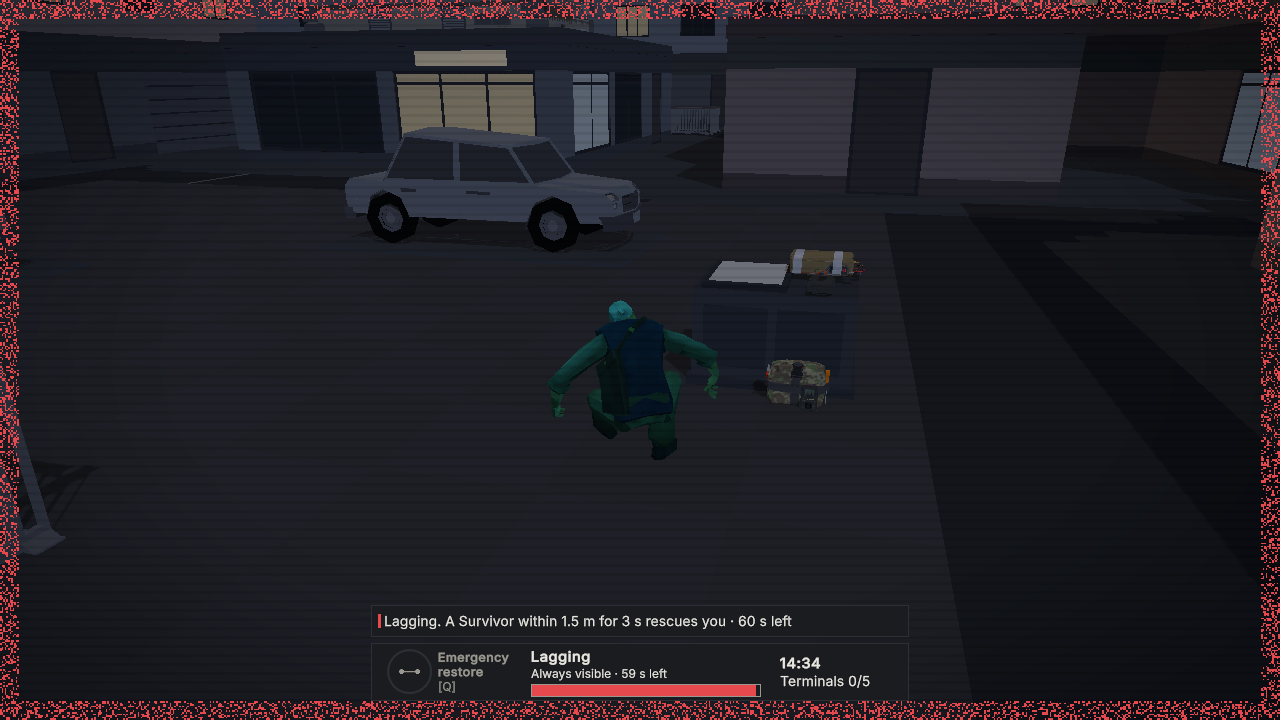 Lagging. A Survivor within 1.5 m for 3 s rescues you · 60 s left
Emergency
restore
[Q]
Lagging
Always visible · 59 s left
14:34
Terminals 0/5